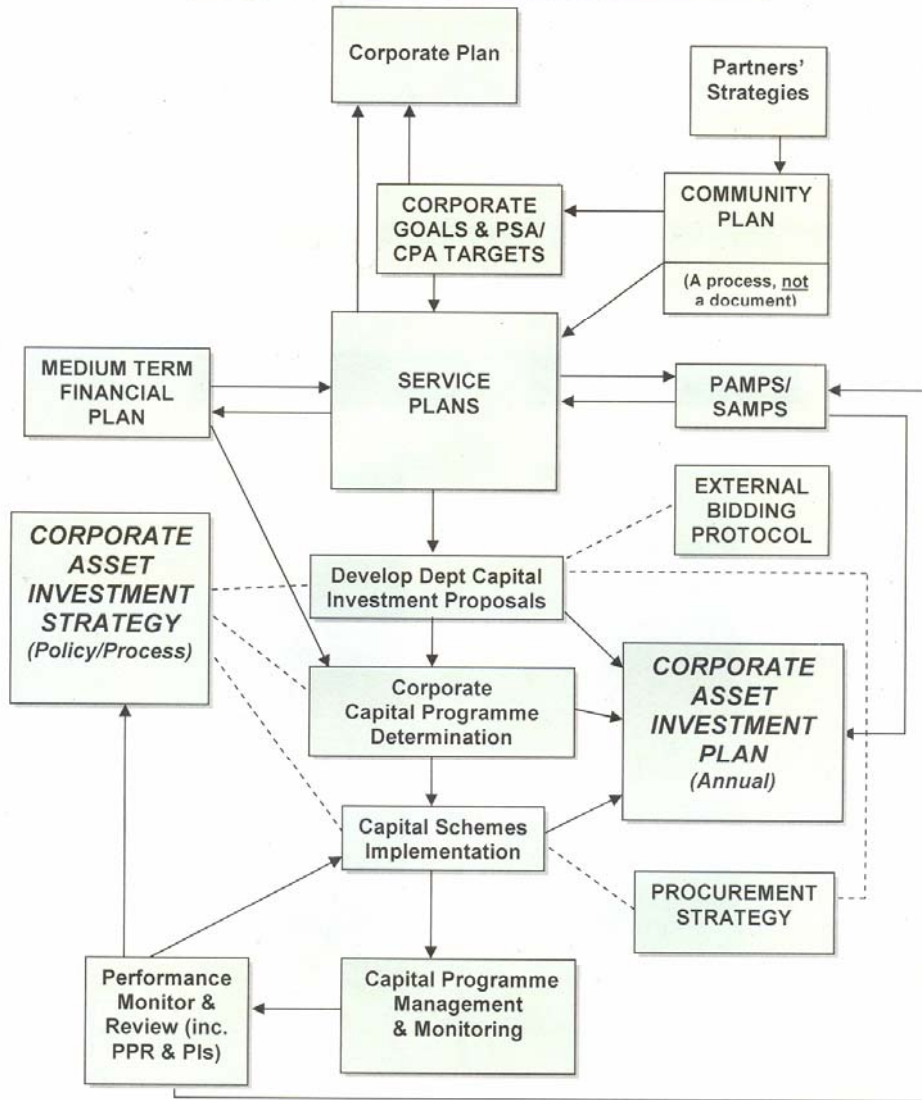 Corporate Plan
Partners'
Strategies
CORPORATE
GOALS & PSA/
CPA TARGETS
COMMUNITY
PLAN
(A process, not
a document)
MEDIUM TERM
FINANCIAL
PLAN
SERVICE
PLANS
PAMPS/
SAMPS
EXTERNAL
BIDDING
PROTOCOL
CORPORATE
ASSET
INVESTMENT
STRATEGY
(Policy/Process)
Develop Dept Capital
Investment Proposals
Corporate
Capital Programme
Determination
CORPORATE
ASSET
INVESTMENT
PLAN
(Annual)
Capital Schemes
Implementation
PROCUREMENT
STRATEGY
Performance
Monitor &
Review (inc.
PPR & PIs)
Capital Programme
Management
& Monitoring